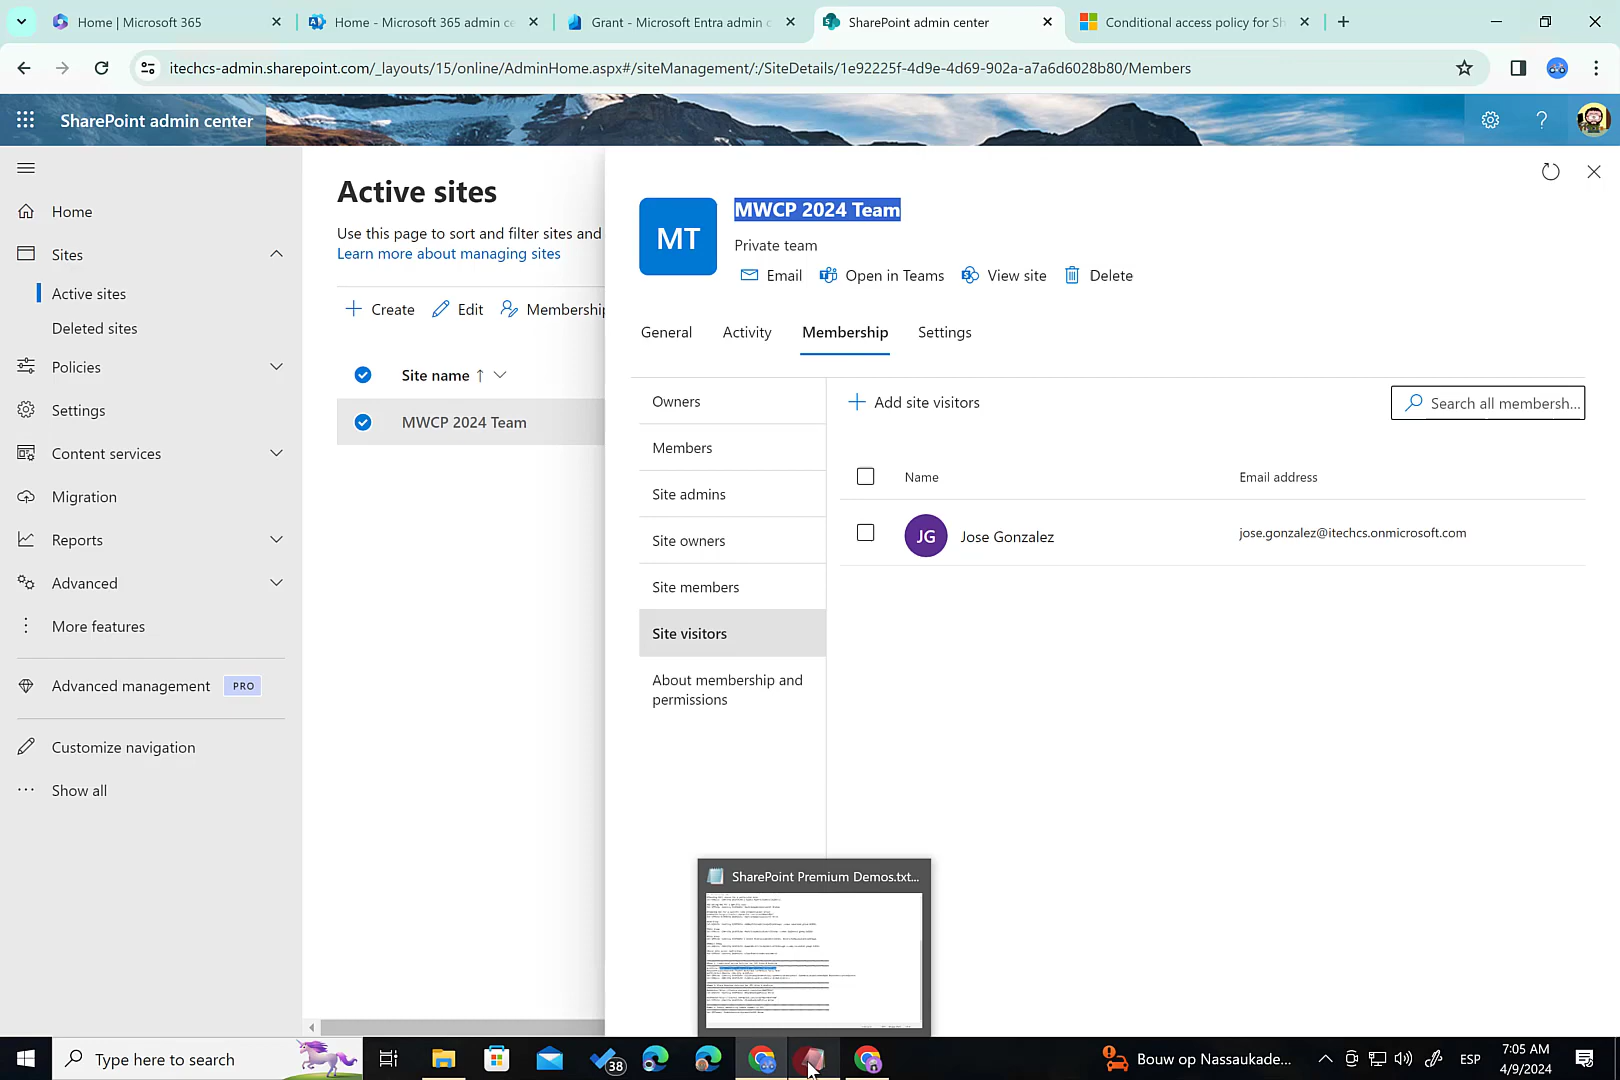 Home | Microsoft 365
Home - Microsoft 365 admin ce
Grant - Microsoft Entra admin c
SharePoint admin center
Conditional access policy for Sh
itechcs-admin.sharepoint.com/_layouts/15/online/AdminHome.aspx#/siteManagement/:/SiteDetails/1e92225f-4d9e-4d69-902a-a7a6d6028b80/Members
SharePoint admin center
Home
Sites
Active sites
Deleted sites
Policies
Settings
Content services
Migration
Reports
Advanced
More features
Advanced management PRO
Customize navigation
Show all
Active sites
Use this page to sort and filter sites and
Learn more about managing sites
Create Edit Membership
Site name ↑
MWCP 2024 Team
MT
MWCP 2024 Team
Private team
Email Open in Teams View site Delete
General Activity Membership Settings
Owners
Members
Site admins
Site owners
Site members
Site visitors
About membership and
permissions
Add site visitors
Search all membersh...
Name Email address
JG Jose Gonzalez jose.gonzalez@itechcs.onmicrosoft.com
SharePoint Premium Demos.txt...
Type here to search
38
Bouw op Nassaukade...
ESP
7:05 AM
4/9/2024